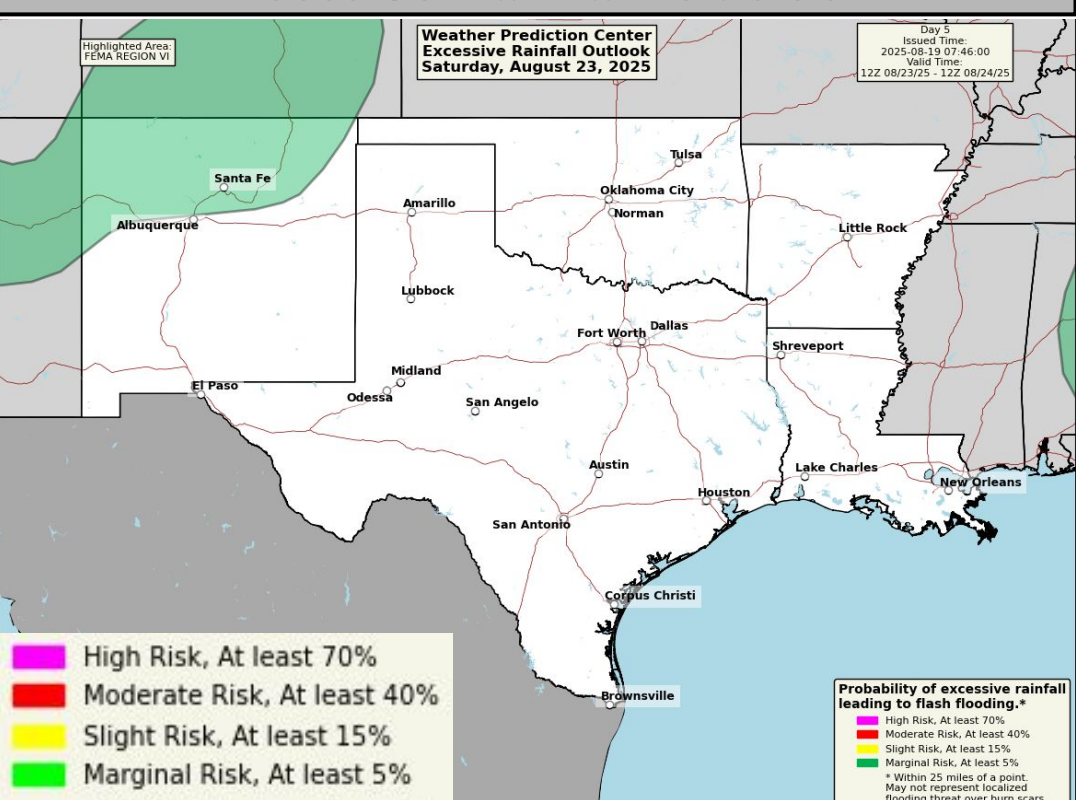 Highlighted Area:
FEMA REGION VI
Weather Prediction Center
Excessive Rainfall Outlook
Saturday, August 23, 2025
Day 5
Issued Time:
2025-08-19 07:46:00
Valid Time:
12Z 08/23/25 - 12Z 08/24/25
Tulsa
Santa Fe
Oklahoma City
Amarillo
Norman
Albuquerque
Little Rock
Lubbock
Fort Worth
Dallas
Shreveport
Midland
El Paso
Odessa
San Angelo
Austin
Lake Charles
New Orleans
Houston
San Antonio
Corpus Christi
Brownsville
High Risk, At least 70%
Moderate Risk, At least 40%
Slight Risk, At least 15%
Marginal Risk, At least 5%
Probability of excessive rainfall
leading to flash flooding.*
High Risk, At least 70%
Moderate Risk, At least 40%
Slight Risk, At least 15%
Marginal Risk, At least 5%
* Within 25 miles of a point.
May not represent localized
flooding threat over burn scars